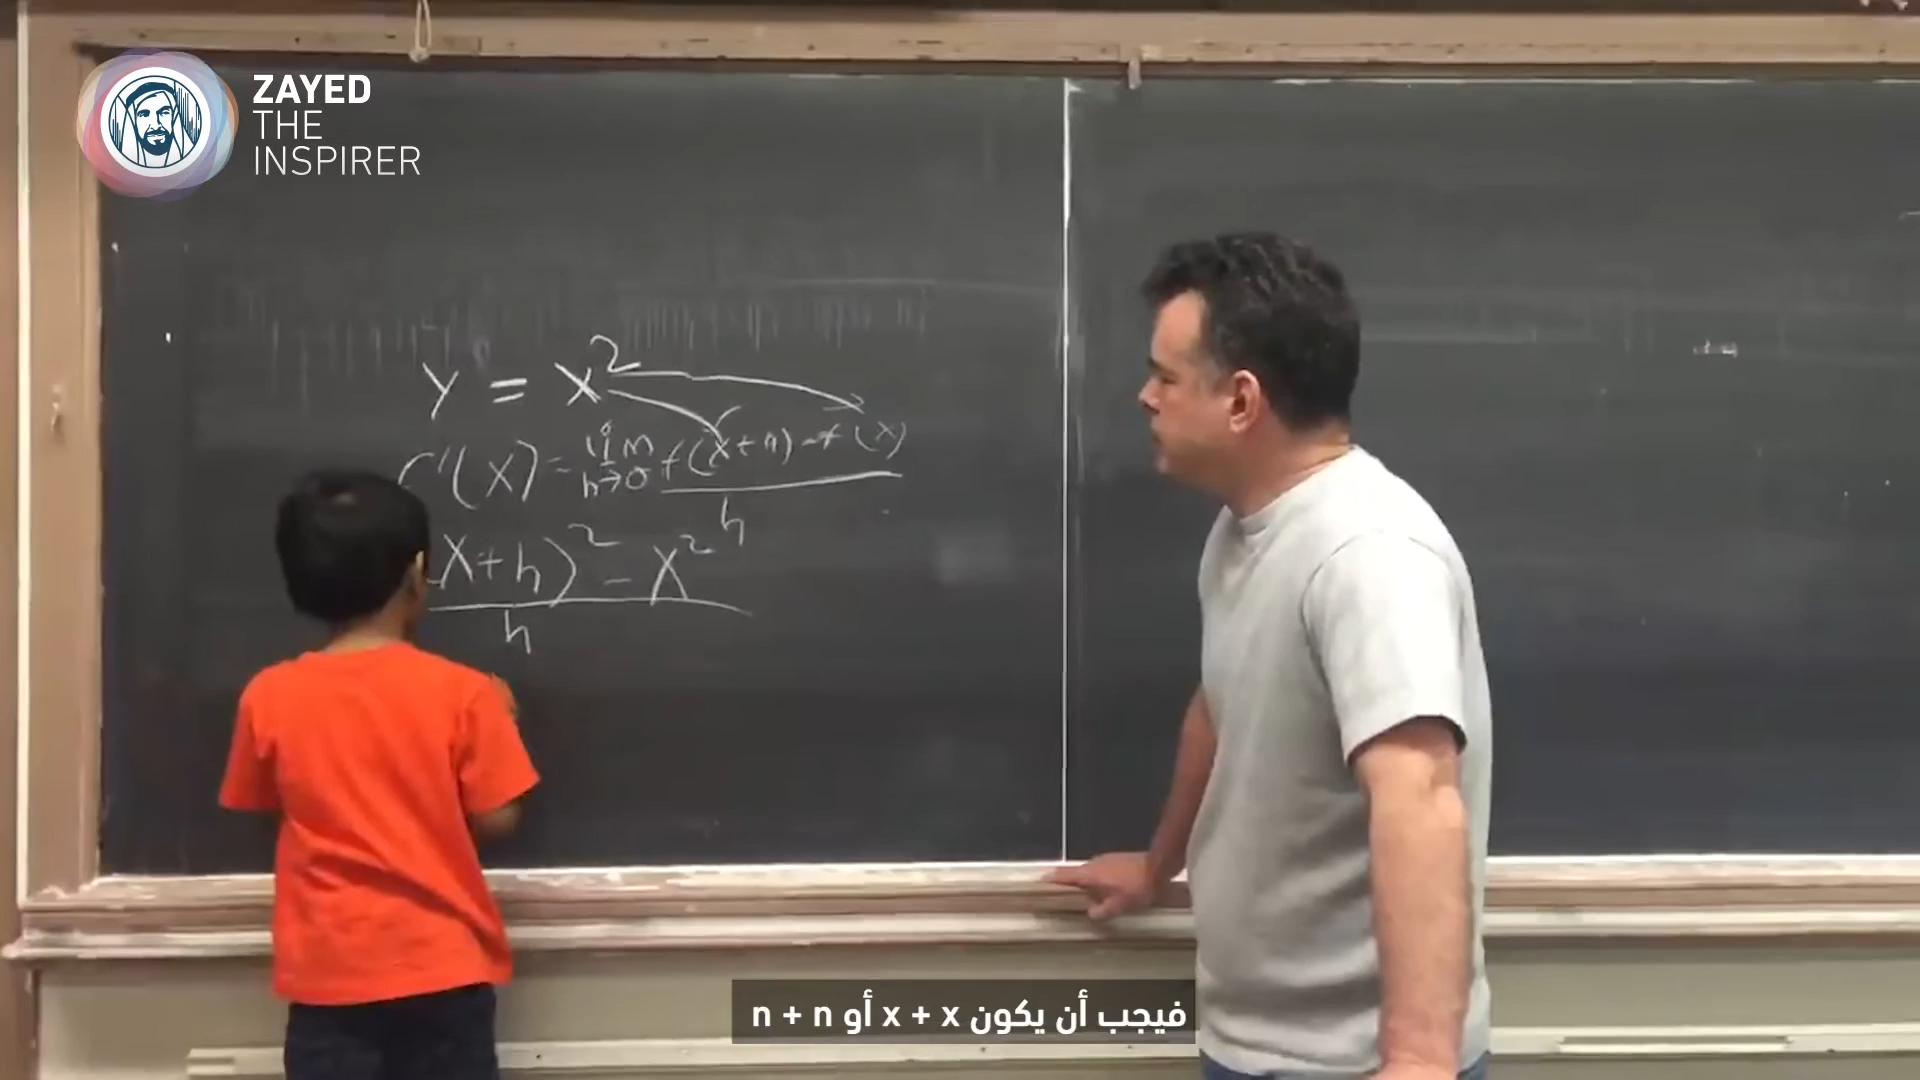 ZAYED
THE
INSPIRER
y = x²
f'(x) = lim h→0 f(x+h) - f(x)
h
(x+h)² - x²
h
فيجب أن يكون x + x أو n + n